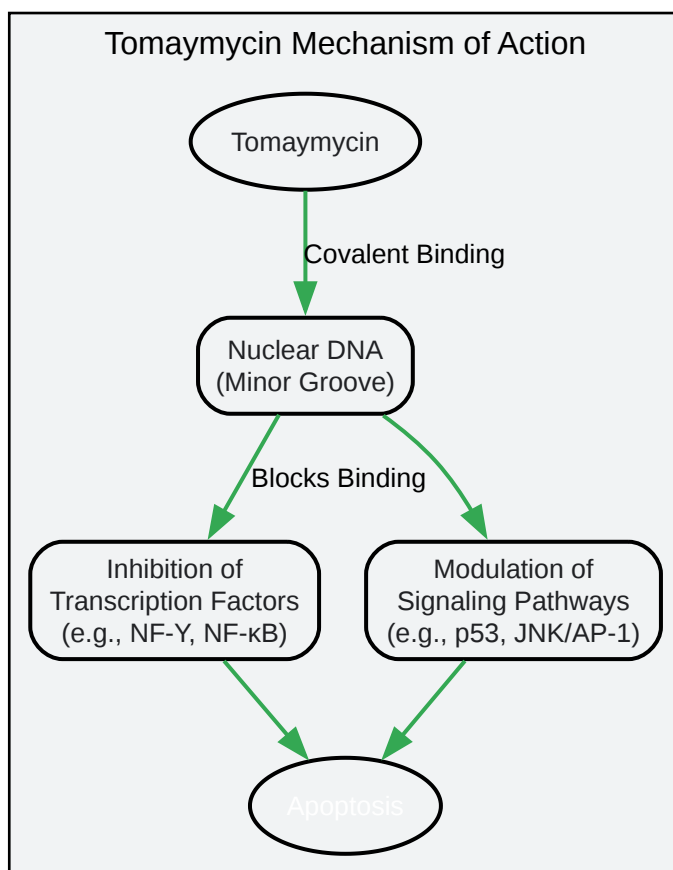 Tomaymycin Mechanism of Action
Tomaymycin
Covalent Binding
Nuclear DNA
(Minor Groove)
Blocks Binding
Inhibition of
Transcription Factors
(e.g., NF-Y, NF-κB)
Modulation of
Signaling Pathways
(e.g., p53, JNK/AP-1)
Apoptosis